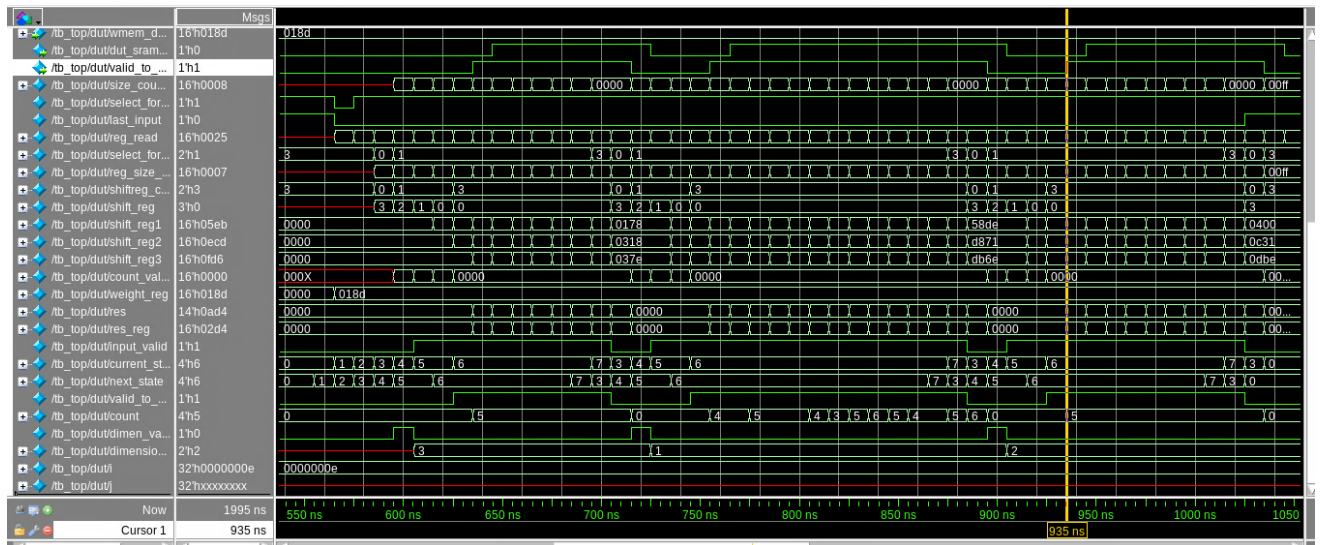 Msgs
/tb_top/dut/wmem_d... 16'h018d 018d
/tb_top/dut/dut_sram... 1'h0
/tb_top/dut/valid_to_... 1'h1
/tb_top/dut/size_cou... 16'h0008 0000 0000 0000 00ff
/tb_top/dut/select_for... 1'h1
/tb_top/dut/last_input 1'h0
/tb_top/dut/reg_read 16'h0025
/tb_top/dut/select_for... 2'h1 3 0 1 3 0 1 3 0 1 3 0 3
/tb_top/dut/reg_size_... 16'h0007 00ff
/tb_top/dut/shiftreg_c... 2'h3 3 0 1 3 0 1 3 0 1 3 0 3
/tb_top/dut/shift_reg 3'h0 3 2 1 0 0 3 2 1 0 0 3 2 1 0 0 3
/tb_top/dut/shift_reg1 16'h05eb 0000 0178 58de 0400
/tb_top/dut/shift_reg2 16'h0ecd 0000 0318 d871 0c31
/tb_top/dut/shift_reg3 16'h0fd6 0000 037e db6e 0dbe
/tb_top/dut/count_val... 16'h0000 000X 0000 0000 0000 00...
/tb_top/dut/weight_reg 16'h018d 0000 018d
/tb_top/dut/res 14'h0ad4 0000 0000 0000 00...
/tb_top/dut/res_reg 16'h02d4 0000 0000 0000 00...
/tb_top/dut/input_valid 1'h1
/tb_top/dut/current_st... 4'h6 0 1 2 3 4 5 6 7 3 4 5 6 7 3 4 5 6 7 3 0
/tb_top/dut/next_state 4'h6 0 1 2 3 4 5 6 7 3 4 5 6 7 3 4 5 6 7 3 0
/tb_top/dut/valid_to_... 1'h1
/tb_top/dut/count 4'h5 0 5 0 4 5 4 3 5 6 5 4 5 6 0 5 0
/tb_top/dut/dimen_va... 1'h0
/tb_top/dut/dimensio... 2'h2 3 1 2
/tb_top/dut/i 32'h0000000e 0000000e
/tb_top/dut/j 32'hxxxxxxxx
Now 1995 ns 550 ns 600 ns 650 ns 700 ns 750 ns 800 ns 850 ns 900 ns 950 ns 1000 ns 1050
Cursor 1 935 ns 935 ns